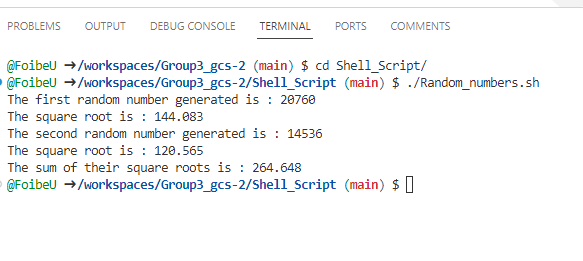 PROBLEMS OUTPUT DEBUG CONSOLE TERMINAL PORTS COMMENTS
@FoibeU ➜/workspaces/Group3_gcs-2 (main) $ cd Shell_Script/
@FoibeU ➜/workspaces/Group3_gcs-2/Shell_Script (main) $ ./Random_numbers.sh
The first random number generated is : 20760
The square root is : 144.083
The second random number generated is : 14536
The square root is : 120.565
The sum of their square roots is : 264.648
@FoibeU ➜/workspaces/Group3_gcs-2/Shell_Script (main) $